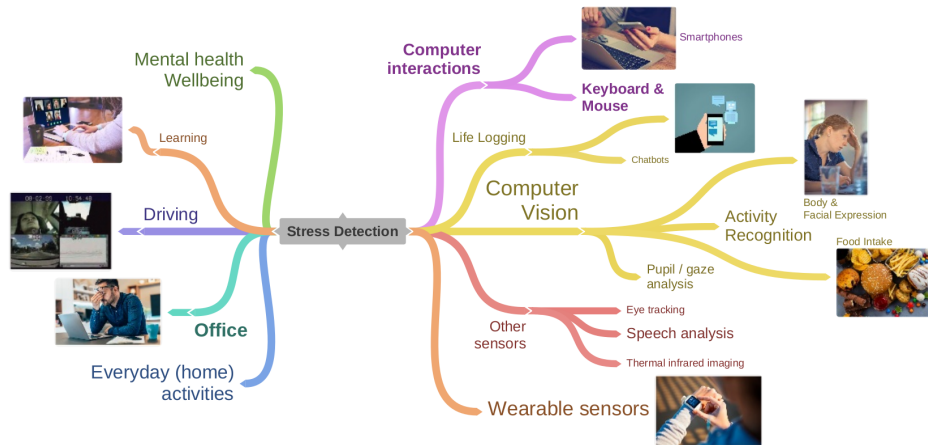 Mental health
Wellbeing
Learning
Driving
Office
Everyday (home)
activities
Stress Detection
Computer
interactions
Smartphones
Keyboard &
Mouse
Life Logging
Chatbots
Computer
Vision
Body &
Facial Expression
Activity
Recognition
Food Intake
Pupil / gaze
analysis
Other
sensors
Eye tracking
Speech analysis
Thermal infrared imaging
Wearable sensors